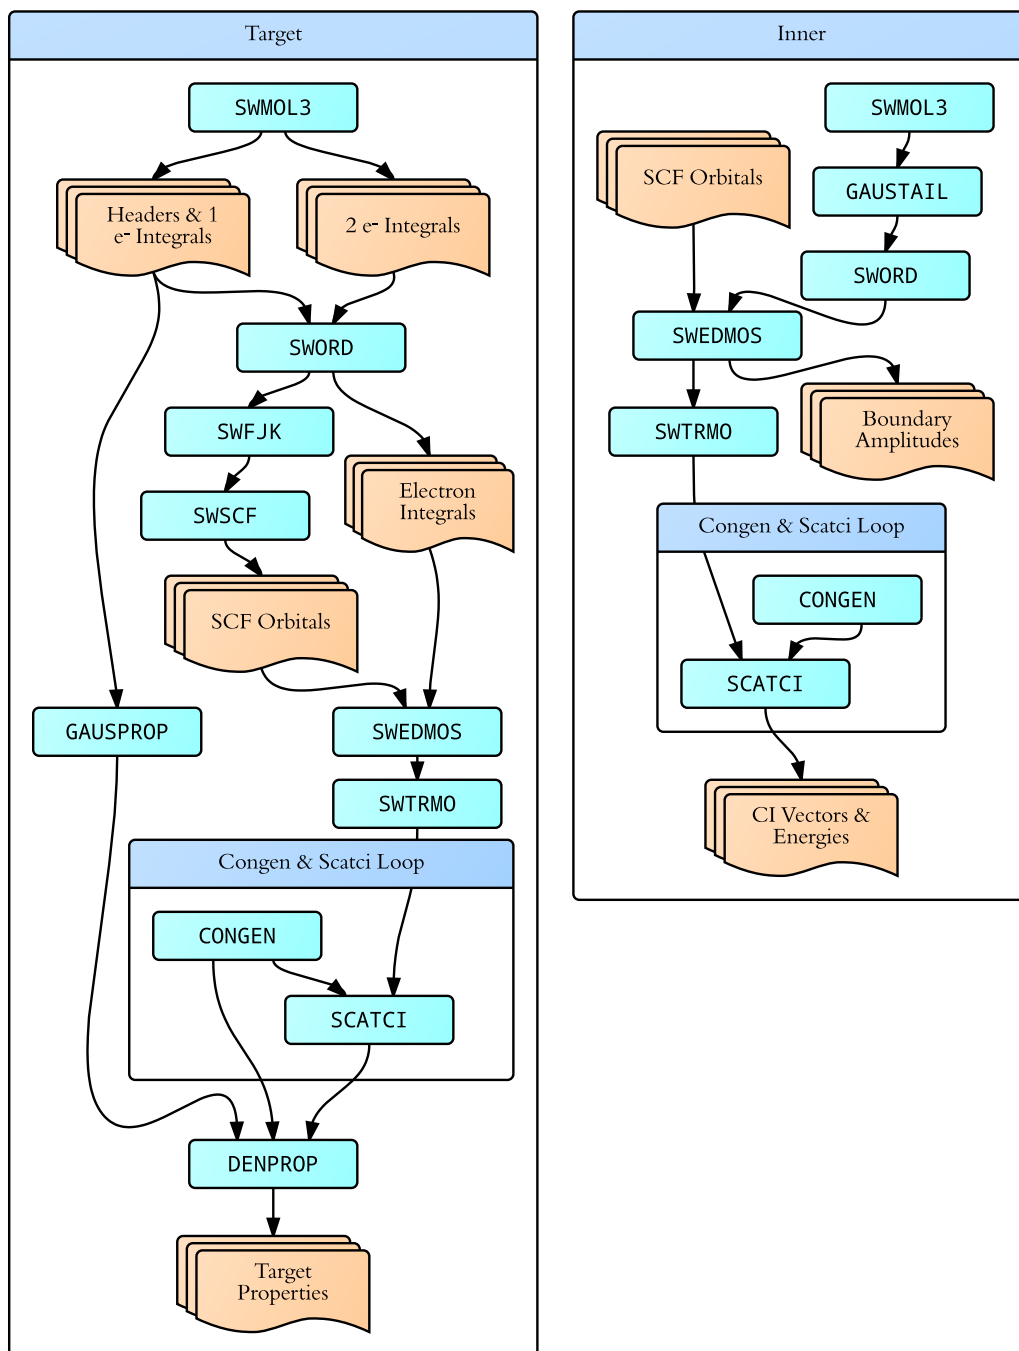 Target
SWMOL3
Headers & 1
e- Integrals
2 e- Integrals
SWORD
SWFJK
SWSCF
Electron
Integrals
SCF Orbitals
GAUSPROP
SWEDMOS
SWTRMO
Congen & Scatci Loop
CONGEN
SCATCI
DENPROP
Target
Properties
Inner
SWMOL3
SCF Orbitals
GAUSTAIL
SWORD
SWEDMOS
SWTRMO
Boundary
Amplitudes
Congen & Scatci Loop
CONGEN
SCATCI
CI Vectors &
Energies